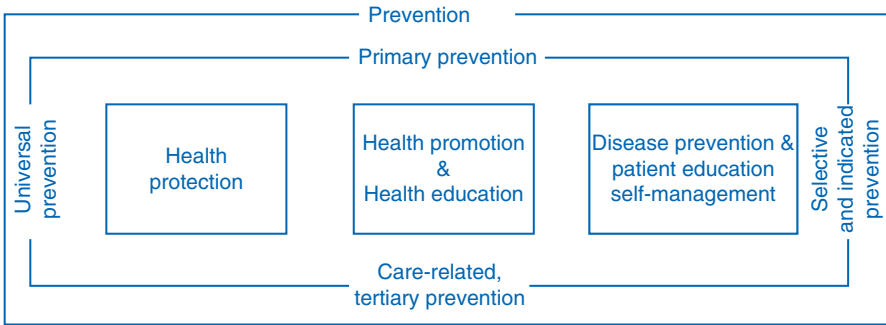 Prevention
Primary prevention
Universal
prevention
Health
protection
Health promotion
&
Health education
Disease prevention &
patient education
self-management
Selective
and indicated
prevention
Care-related,
tertiary prevention